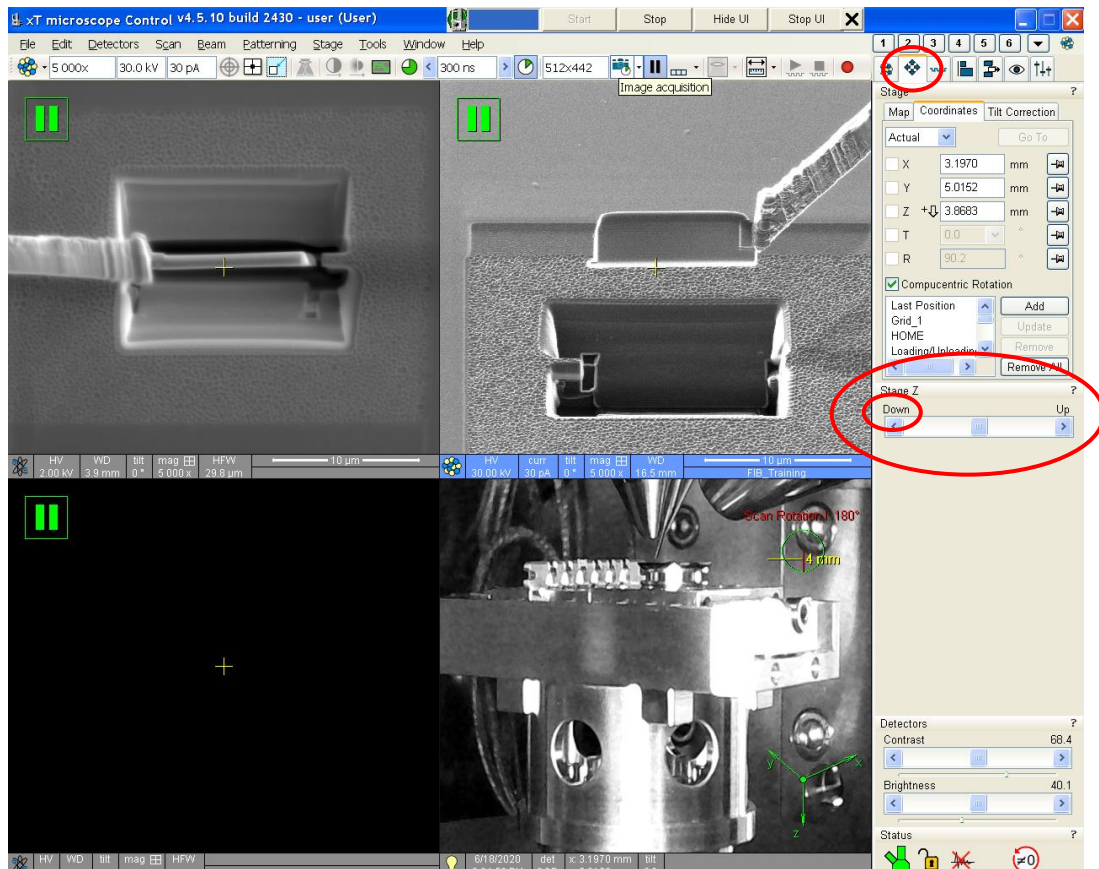 xT microscope Control v4.5.10 build 2430 - user (User)
Start Stop Hide UI Stop UI X
File Edit Detectors Scan Beam Patterning Stage Tools Window Help
1 2 3 4 5 6
5 000x 30.0 kV 30 pA 300 ns 512x442
Image acquisition
Stage ?
Map Coordinates Tilt Correction
Actual Go To
X 3.1970 mm
Y 5.0152 mm
Z 3.8683 mm
T 0.0 °
R 90.2 °
Compucentric Rotation
Last Position
Grid_1
HOME
Loading/Unloading
Add
Update
Remove
Remove All
Stage Z ?
Down Up
HV WD tilt mag HFW 10 µm
2.00 kV 3.9 mm 0 ° 5 000 x 29.8 µm
HV curr tilt mag WD 10 µm
30.00 kV 30 pA 0 ° 5 000 x 16.5 mm FIB_Training
Scan Rotation I 180°
4 mm
y x
z
Detectors ?
Contrast 68.4
Brightness 40.1
Status ?
≠0
HV WD tilt mag HFW
6/18/2020 det x: 3.1970 mm tilt